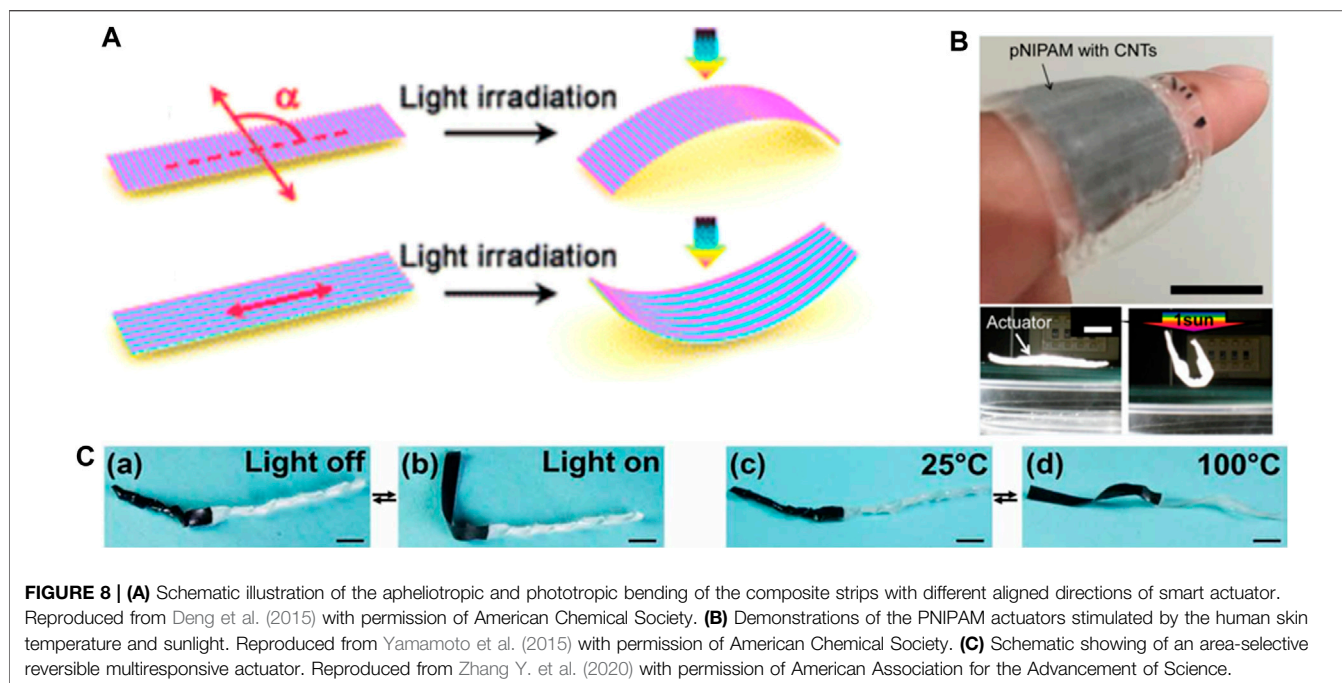 A
α
Light irradiation
Light irradiation
B
pNIPAM with CNTs
Actuator
1sun
C
(a)
Light off
(b)
Light on
(c)
25°C
(d)
100°C
FIGURE 8 | (A) Schematic illustration of the apheliotropic and phototropic bending of the composite strips with different aligned directions of smart actuator.
Reproduced from Deng et al. (2015) with permission of American Chemical Society. (B) Demonstrations of the PNIPAM actuators stimulated by the human skin
temperature and sunlight. Reproduced from Yamamoto et al. (2015) with permission of American Chemical Society. (C) Schematic showing of an area-selective
reversible multiresponsive actuator. Reproduced from Zhang Y. et al. (2020) with permission of American Association for the Advancement of Science.